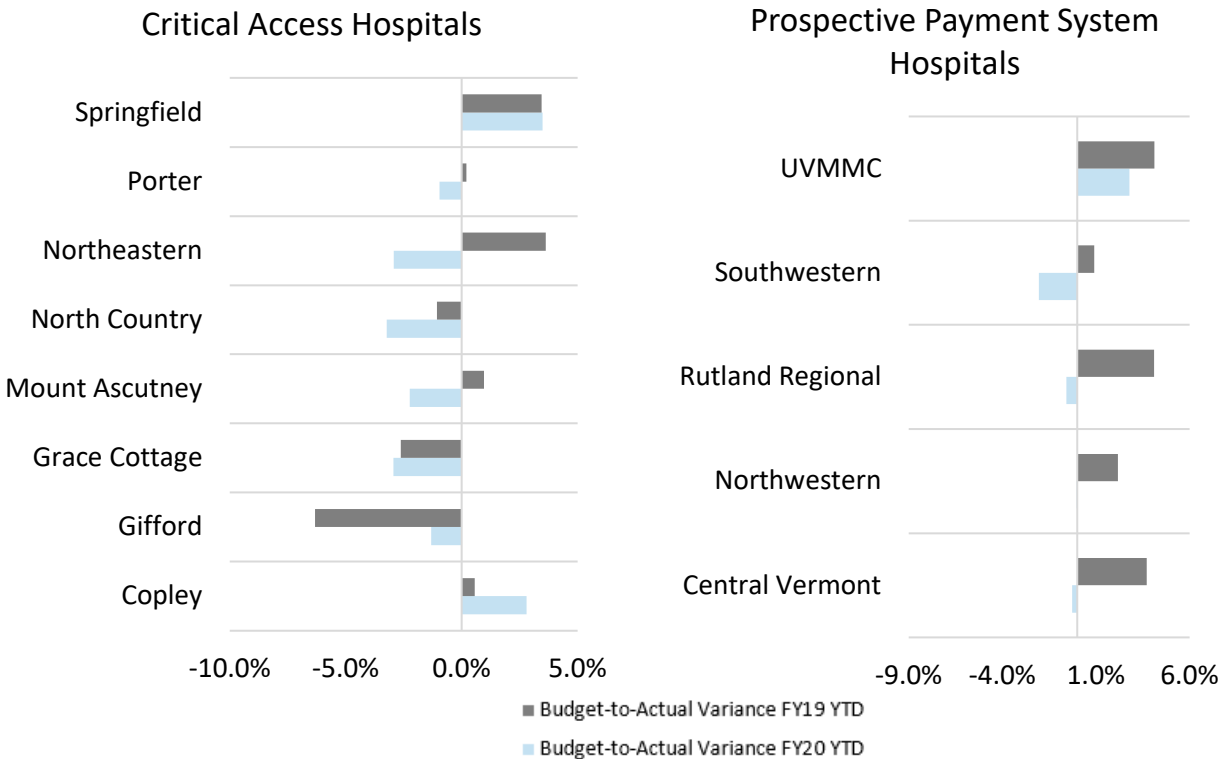 Critical Access Hospitals
Springfield
Porter
Northeastern
North Country
Mount Ascutney
Grace Cottage
Gifford
Copley
-10.0% -5.0% 0.0% 5.0%
Prospective Payment System
Hospitals
UVMMC
Southwestern
Rutland Regional
Northwestern
Central Vermont
-9.0% -4.0% 1.0% 6.0%
Budget-to-Actual Variance FY19 YTD
Budget-to-Actual Variance FY20 YTD